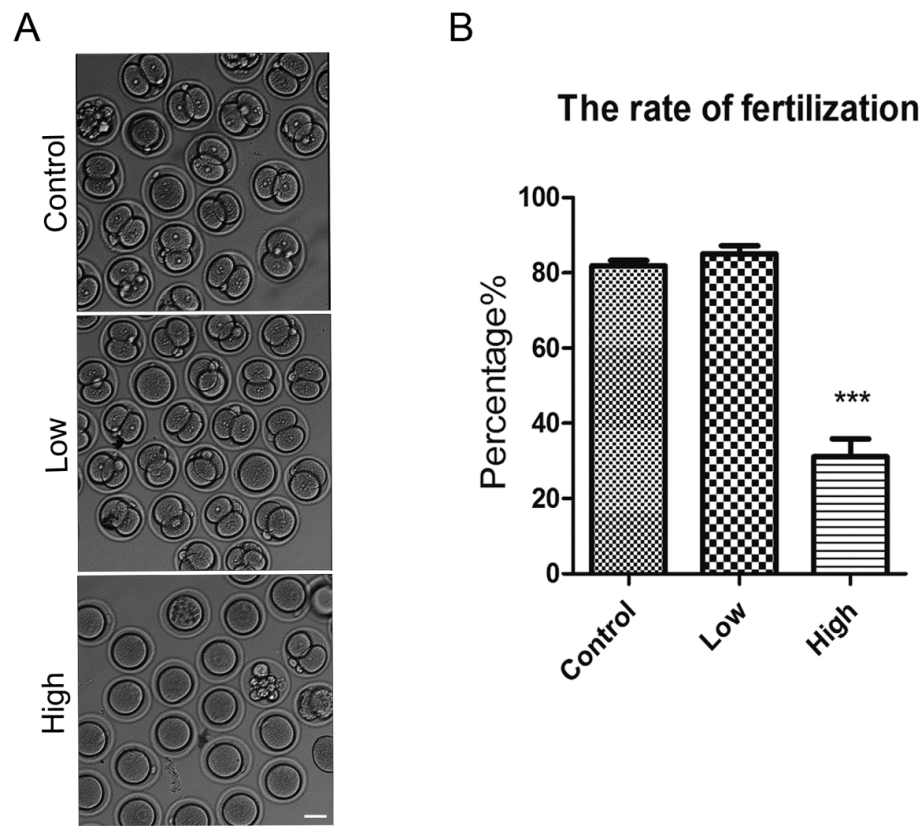 A
Control
Low
High
B
The rate of fertilization
Percentage%
100
80
60
40
20
0
***
Control
Low
High